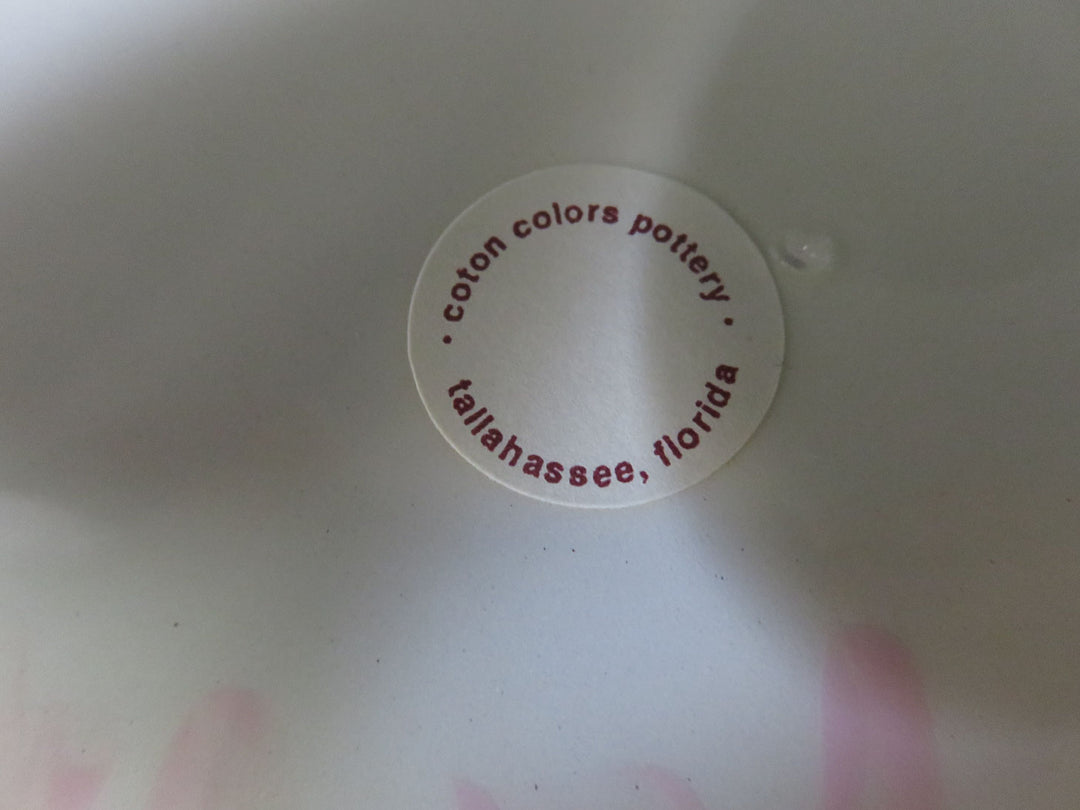 • coton colors pottery •
tallahassee, florida